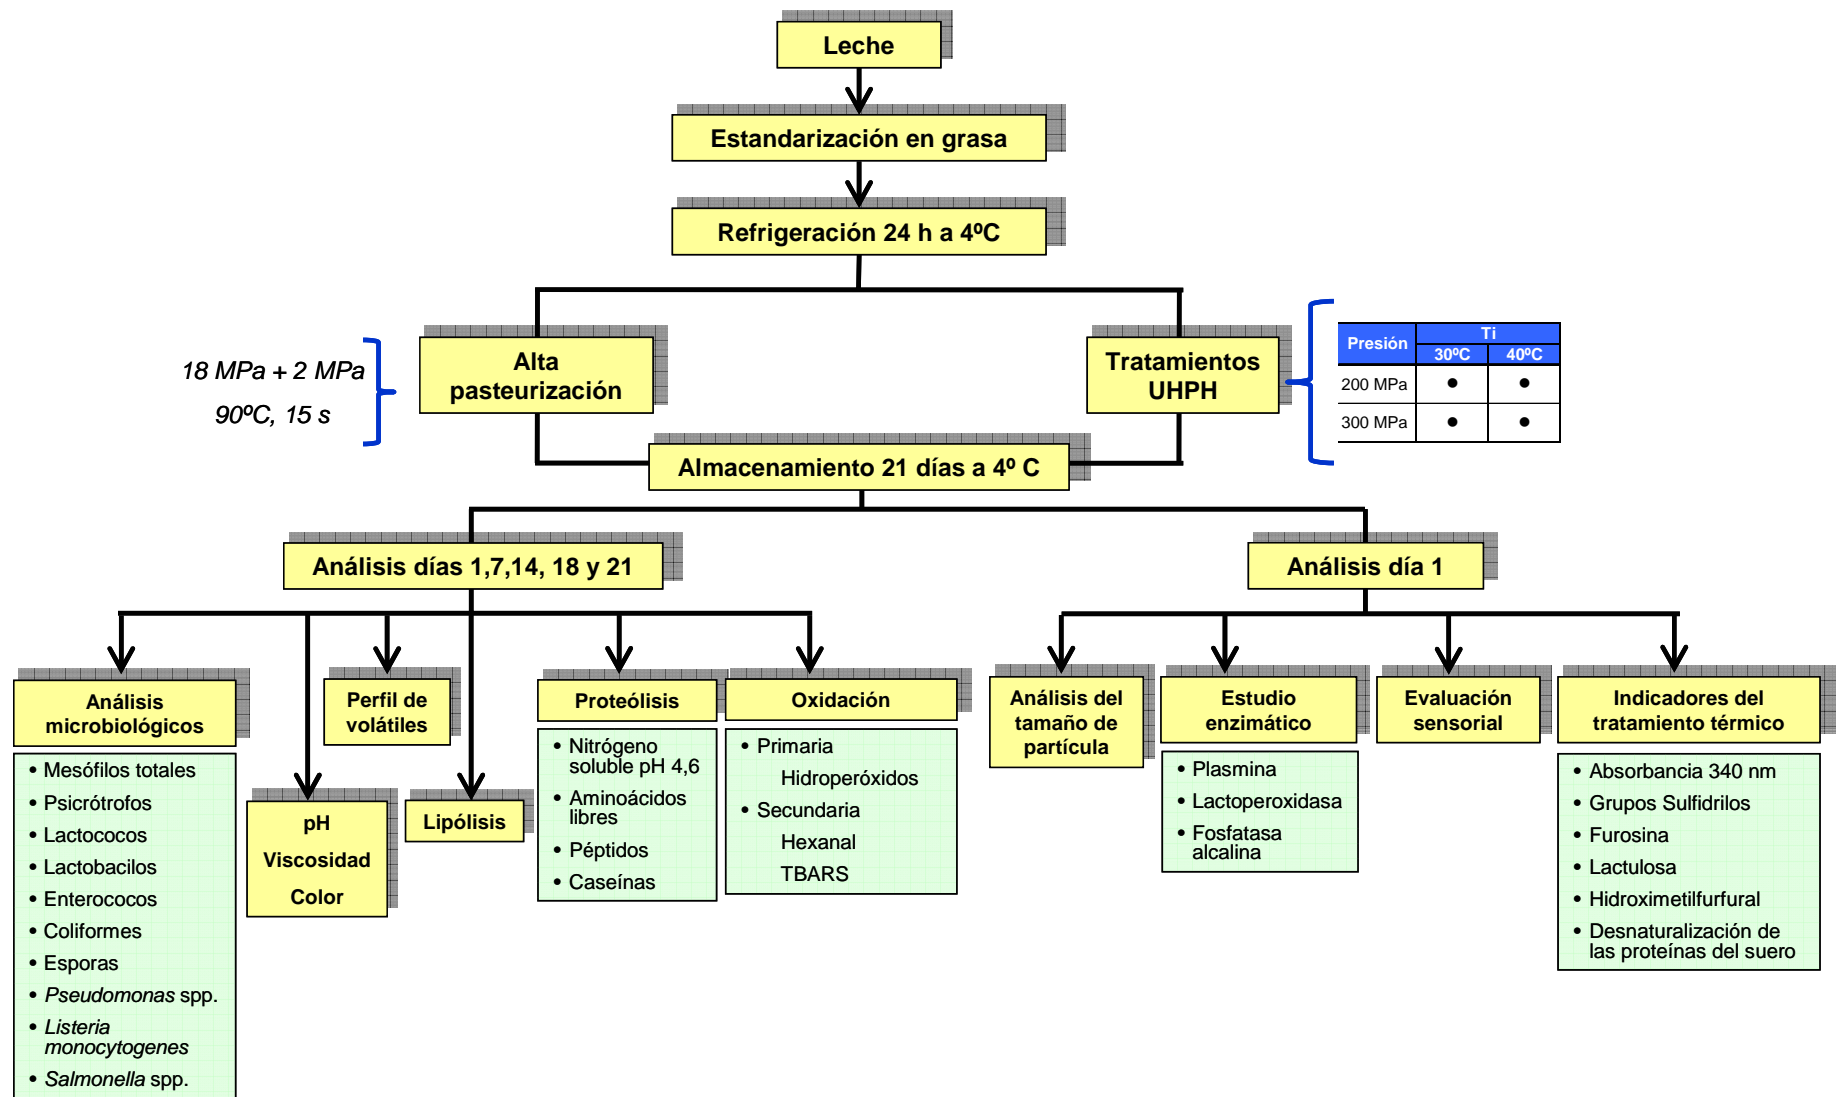 Leche
Estandarización en grasa
Refrigeración 24 h a 4ºC
18 MPa + 2 MPa
90ºC, 15 s
Alta
pasteurización
Tratamientos
UHPH
Presión
Ti
30ºC 40ºC
200 MPa • •
300 MPa • •
Almacenamiento 21 días a 4º C
Análisis días 1,7,14, 18 y 21
Análisis día 1
Análisis
microbiológicos
• Mesófilos totales
• Psicrótrofos
• Lactococos
• Lactobacilos
• Enterococos
• Coliformes
• Esporas
• Pseudomonas spp.
• Listeria
monocytogenes
• Salmonella spp.
pH
Viscosidad
Color
Perfil de
volátiles
Lipólisis
Proteólisis
• Nitrógeno
soluble pH 4,6
• Aminoácidos
libres
• Péptidos
• Caseínas
Oxidación
• Primaria
Hidroperóxidos
• Secundaria
Hexanal
TBARS
Análisis del
tamaño de
partícula
Estudio
enzimático
• Plasmina
• Lactoperoxidasa
• Fosfatasa
alcalina
Evaluación
sensorial
Indicadores del
tratamiento térmico
• Absorbancia 340 nm
• Grupos Sulfidrilos
• Furosina
• Lactulosa
• Hidroximetilfurfural
• Desnaturalización de
las proteínas del suero